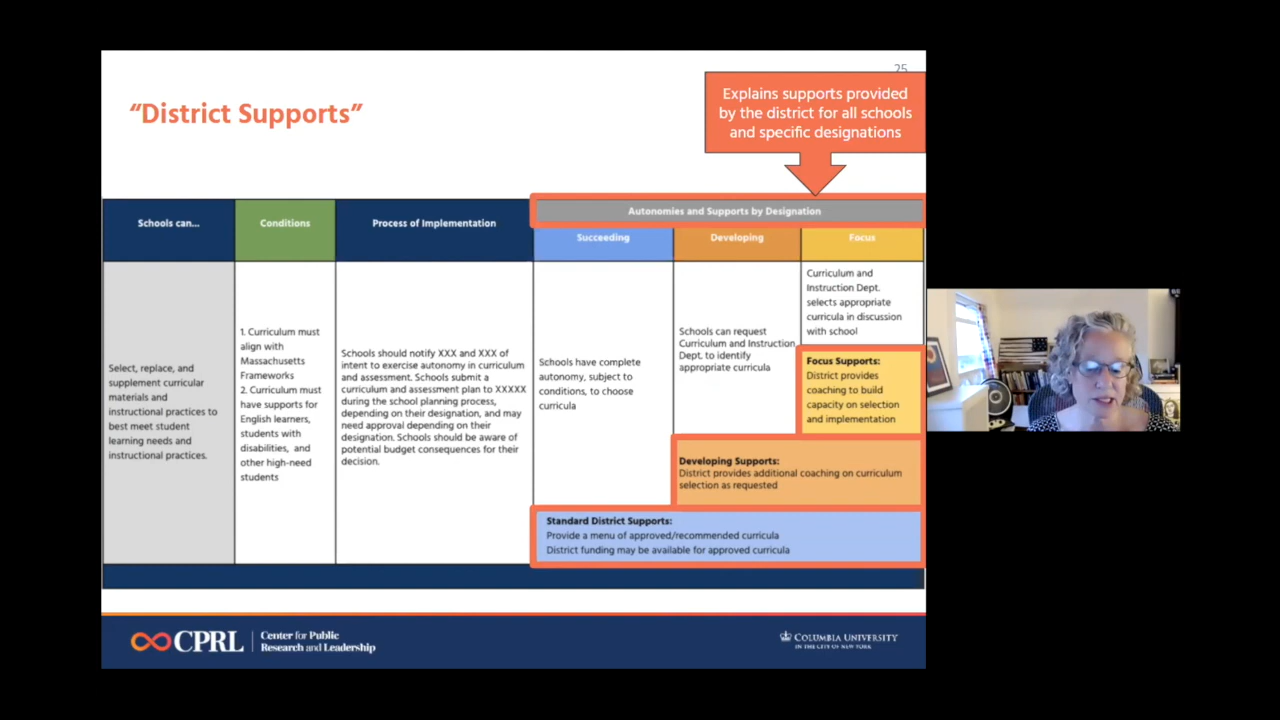 25
“District Supports”
Explains supports provided
by the district for all schools
and specific designations
Schools can...
Conditions
Process of Implementation
Autonomies and Supports by Designation
Succeeding
Developing
Focus
Select, replace, and
supplement curricular
materials and
instructional practices to
best meet student
learning needs and
instructional practices.
1. Curriculum must
align with
Massachusetts
Frameworks
2. Curriculum must
have supports for
English learners,
students with
disabilities, and
other high-need
students
Schools should notify XXX and XXX of
intent to exercise autonomy in curriculum
and assessment. Schools submit a
curriculum and assessment plan to XXXXX
during the school planning process,
depending on their designation, and may
need approval depending on their
designation. Schools should be aware of
potential budget consequences for their
decision.
Schools have complete
autonomy, subject to
conditions, to choose
curricula
Schools can request
Curriculum and Instruction
Dept. to identify
appropriate curricula
Curriculum and
Instruction Dept.
selects appropriate
curricula in discussion
with school
Focus Supports:
District provides
coaching to build
capacity on selection
and implementation
Developing Supports:
District provides additional coaching on curriculum
selection as requested
Standard District Supports:
Provide a menu of approved/recommended curricula
District funding may be available for approved curricula
CPRL
Center for Public
Research and Leadership
COLUMBIA UNIVERSITY
IN THE CITY OF NEW YORK